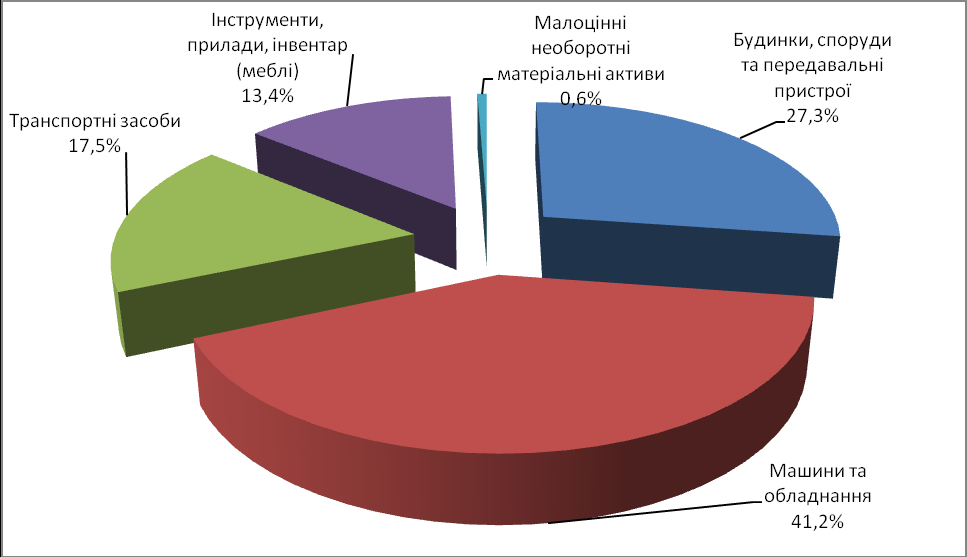 Інструменти,
прилади, інвентар
(меблі)
13,4%
Малоцінні
необоротні
матеріальні активи
0,6%
Будинки, споруди
та передавальні
пристрої
27,3%
Транспортні засоби
17,5%
Машини та
обладнання
41,2%